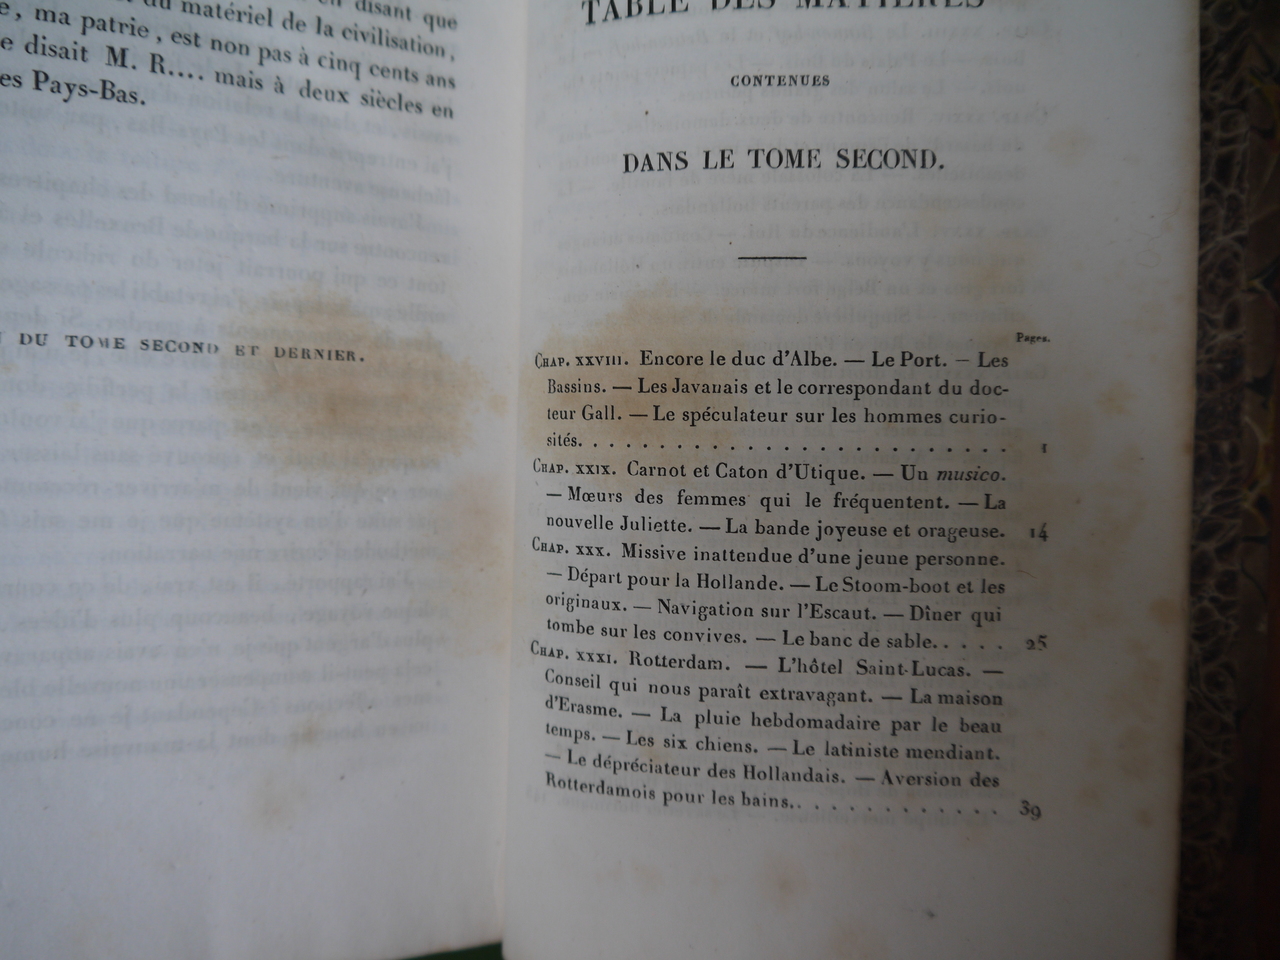 disant que
du matériel de la civilisation,
ma patrie, est non pas à cinq cents ans
disait M. R.... mais à deux siècles en
es Pays-Bas.
DU TOME SECOND ET DERNIER.
TABLE DES MATIÈRES
CONTENUES
DANS LE TOME SECOND.
Pages.
CHAP. XXVIII. Encore le duc d'Albe. — Le Port. — Les
Bassins. — Les Javanais et le correspondant du doc-
teur Gall. — Le spéculateur sur les hommes curio-
sités. . . . . . . . . . . . . . . . . . . . 1
CHAP. XXIX. Carnot et Caton d'Utique. — Un musico.
— Mœurs des femmes qui le fréquentent. — La
nouvelle Juliette. — La bande joyeuse et orageuse. 14
CHAP. XXX. Missive inattendue d'une jeune personne.
— Départ pour la Hollande. — Le Stoom-boot et les
originaux. — Navigation sur l'Escaut. — Dîner qui
tombe sur les convives. — Le banc de sable. . . . . 25
CHAP. XXXI. Rotterdam. — L'hôtel Saint-Lucas. —
Conseil qui nous paraît extravagant. — La maison
d'Erasme. — La pluie hebdomadaire par le beau
temps. — Les six chiens. — Le latiniste mendiant.
— Le dépréciateur des Hollandais. — Aversion des
Rotterdamois pour les bains. . . . . . . . . . . . 39